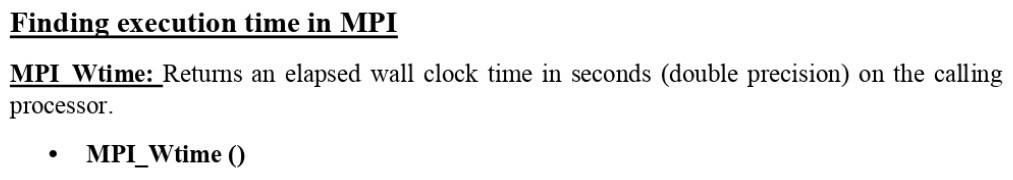 Finding execution time in MPI
MPI_Wtime: Returns an elapsed wall clock time in seconds (double precision) on the calling
processor.
• MPI_Wtime ()